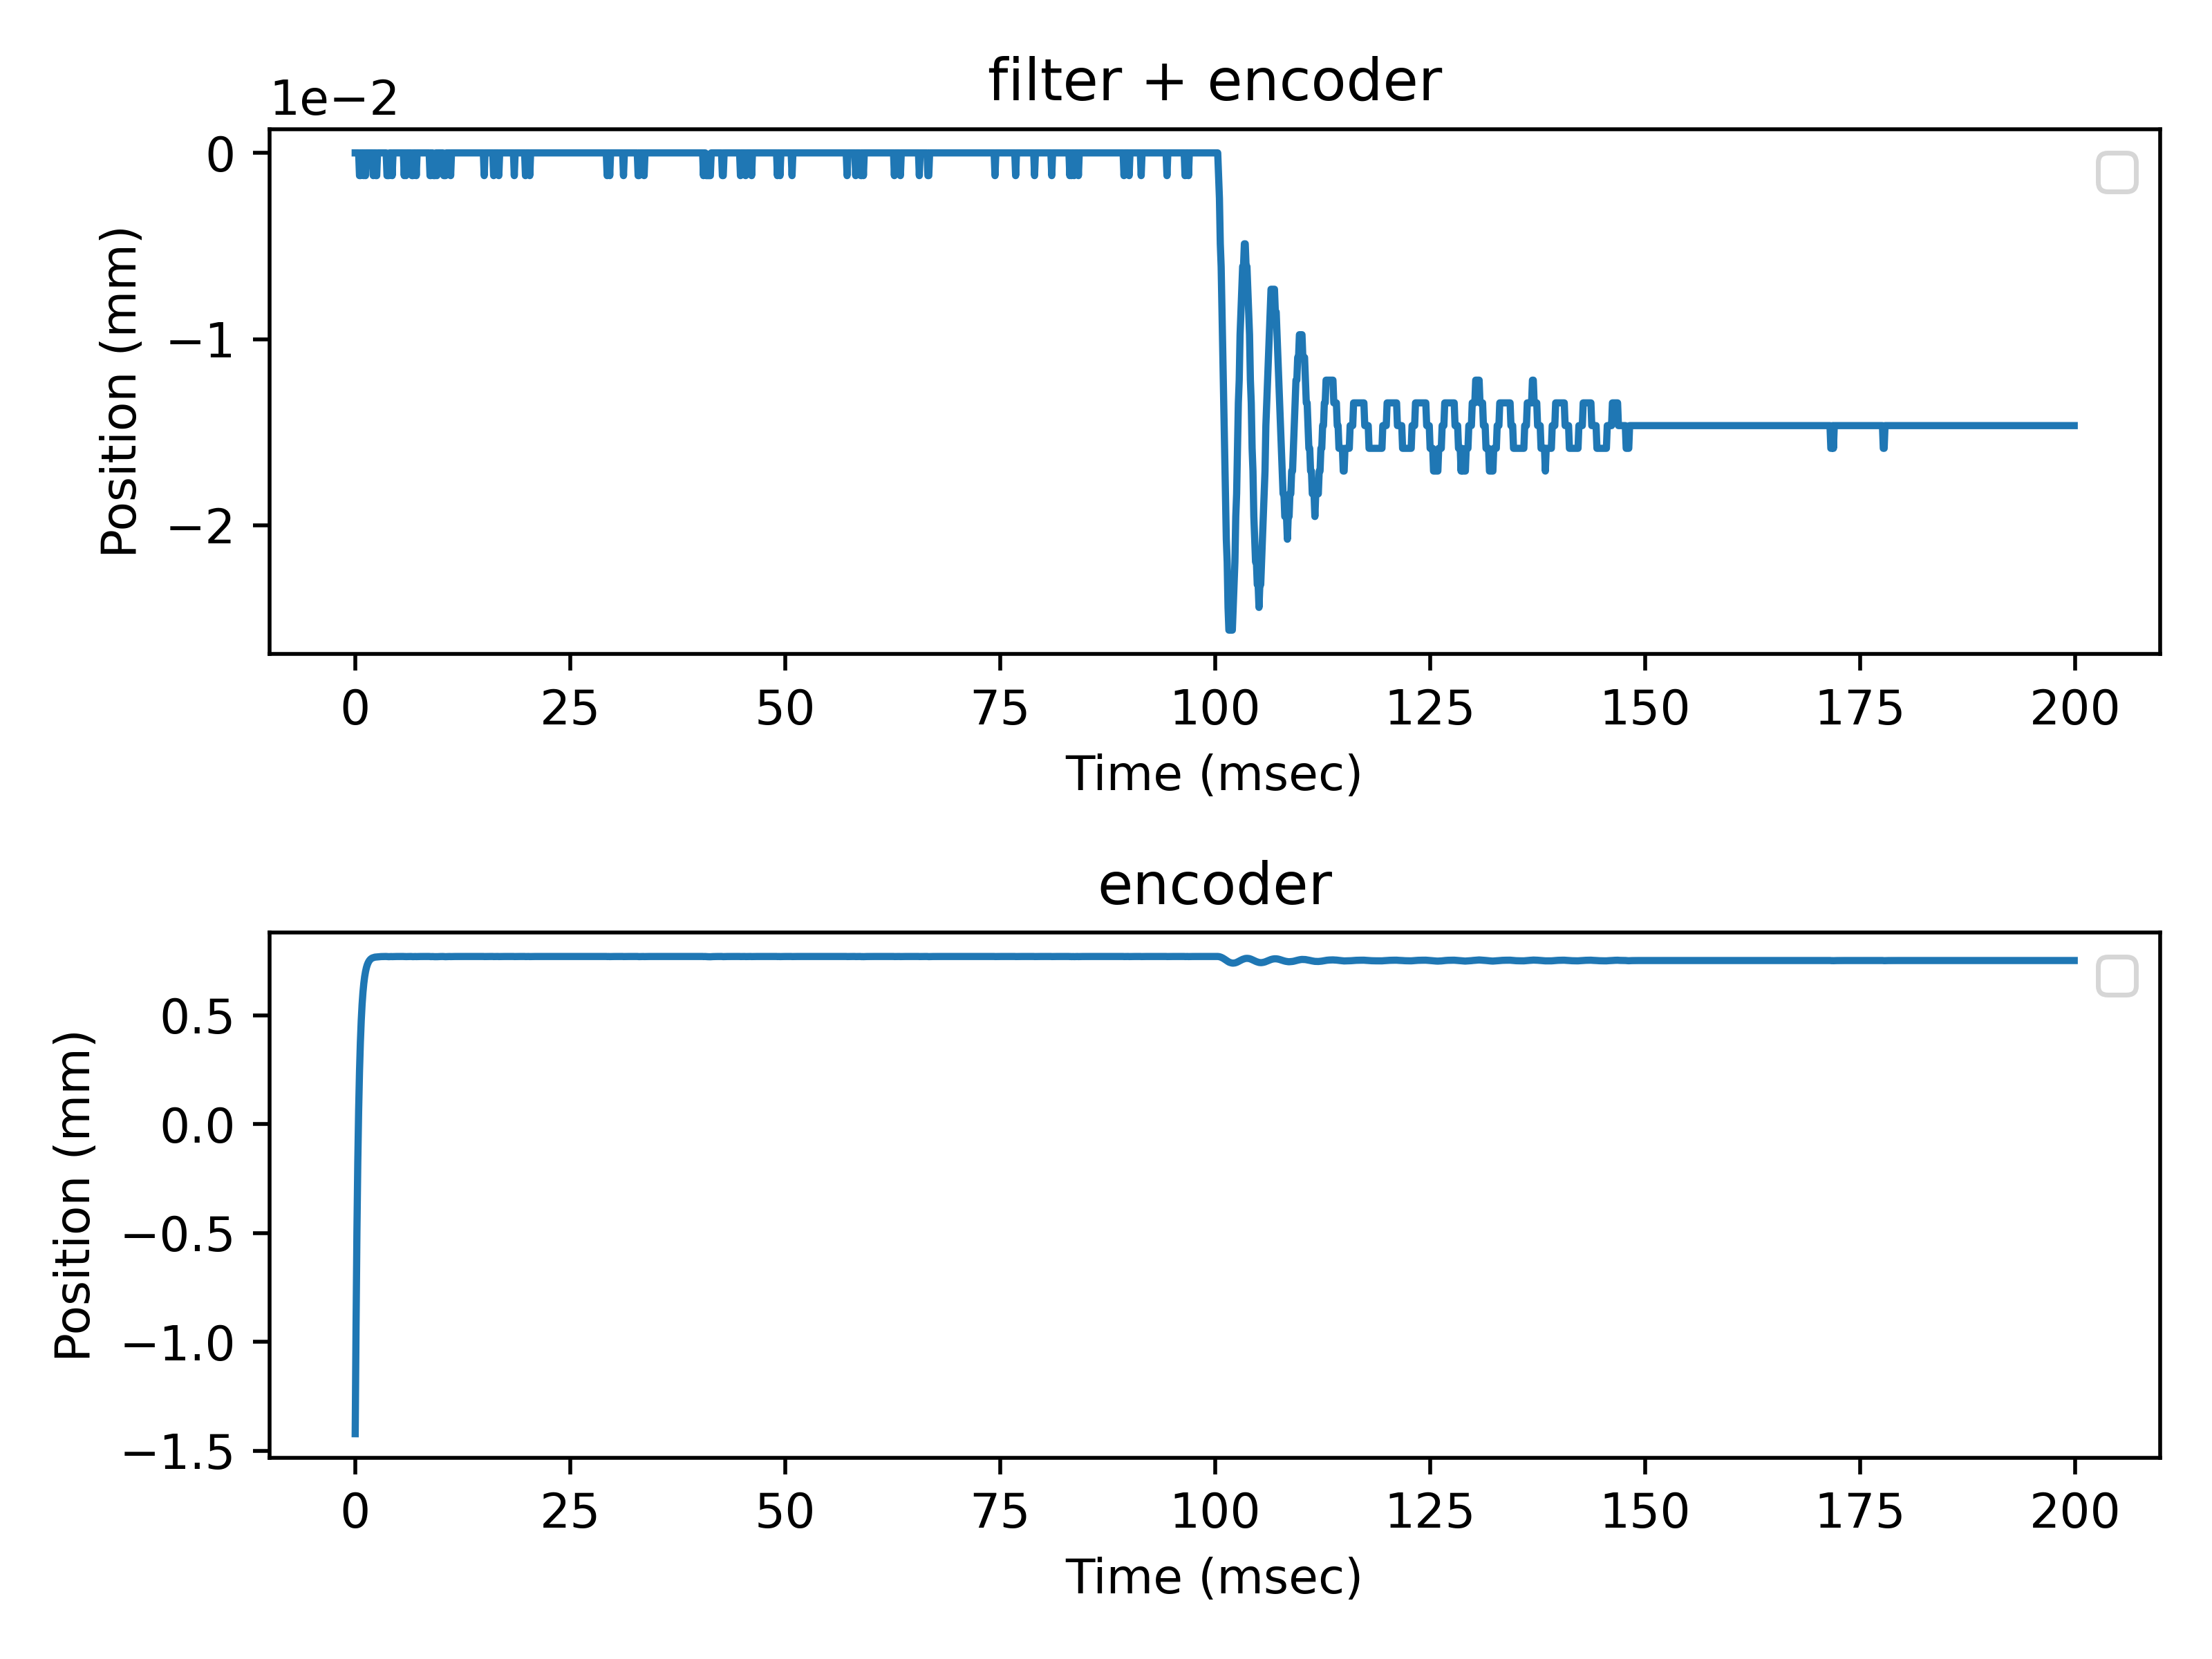 filter + encoder
1e−2
0
−1
−2
Position (mm)
0 25 50 75 100 125 150 175 200
Time (msec)
encoder
0.5
0.0
−0.5
−1.0
−1.5
Position (mm)
0 25 50 75 100 125 150 175 200
Time (msec)